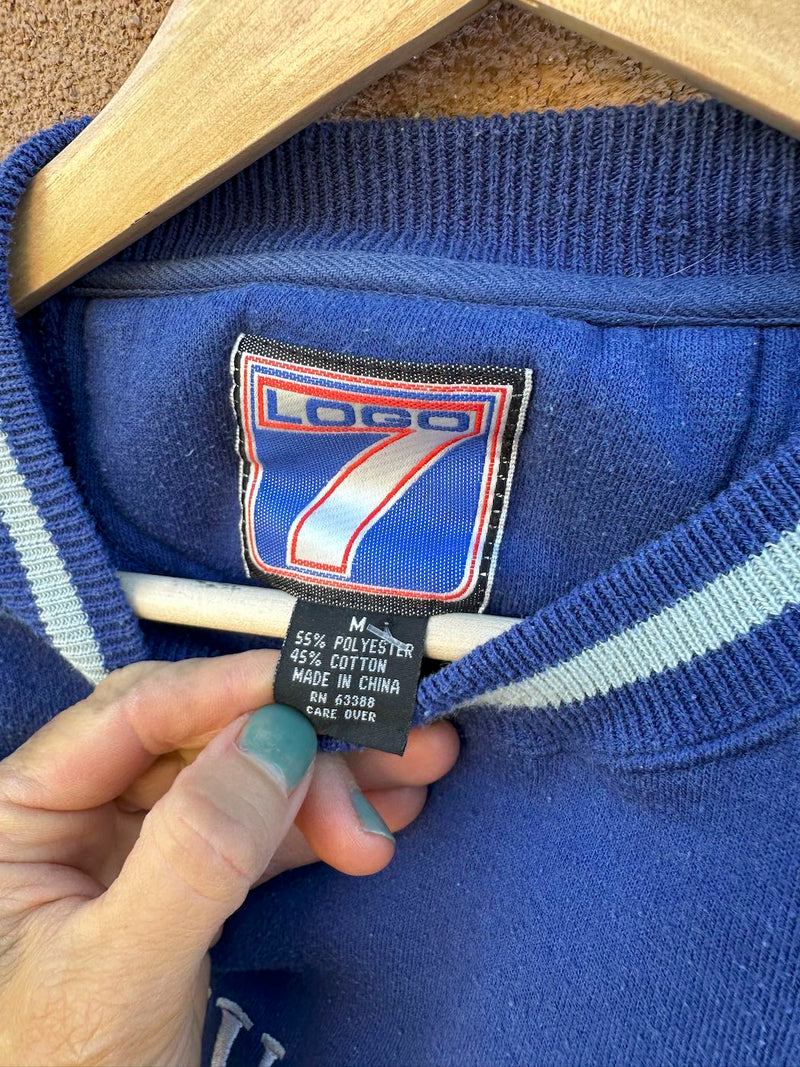 LOGO
7
M
55% POLYESTER
45% COTTON
MADE IN CHINA
RN 63388
CARE OVER